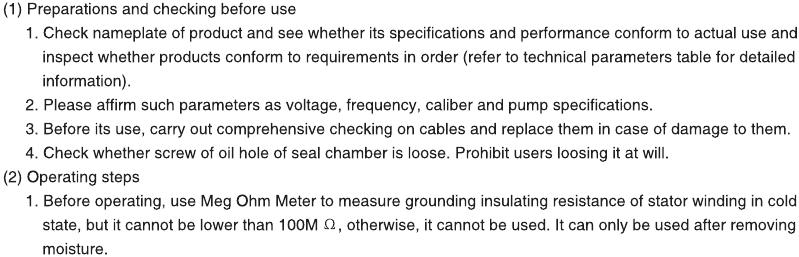 (1) Preparations and checking before use
1. Check nameplate of product and see whether its specifications and performance conform to actual use and
inspect whether products conform to requirements in order (refer to technical parameters table for detailed
information).
2. Please affirm such parameters as voltage, frequency, caliber and pump specifications.
3. Before its use, carry out comprehensive checking on cables and replace them in case of damage to them.
4. Check whether screw of oil hole of seal chamber is loose. Prohibit users loosing it at will.
(2) Operating steps
1. Before operating, use Meg Ohm Meter to measure grounding insulating resistance of stator winding in cold
state, but it cannot be lower than 100M Ω, otherwise, it cannot be used. It can only be used after removing
moisture.